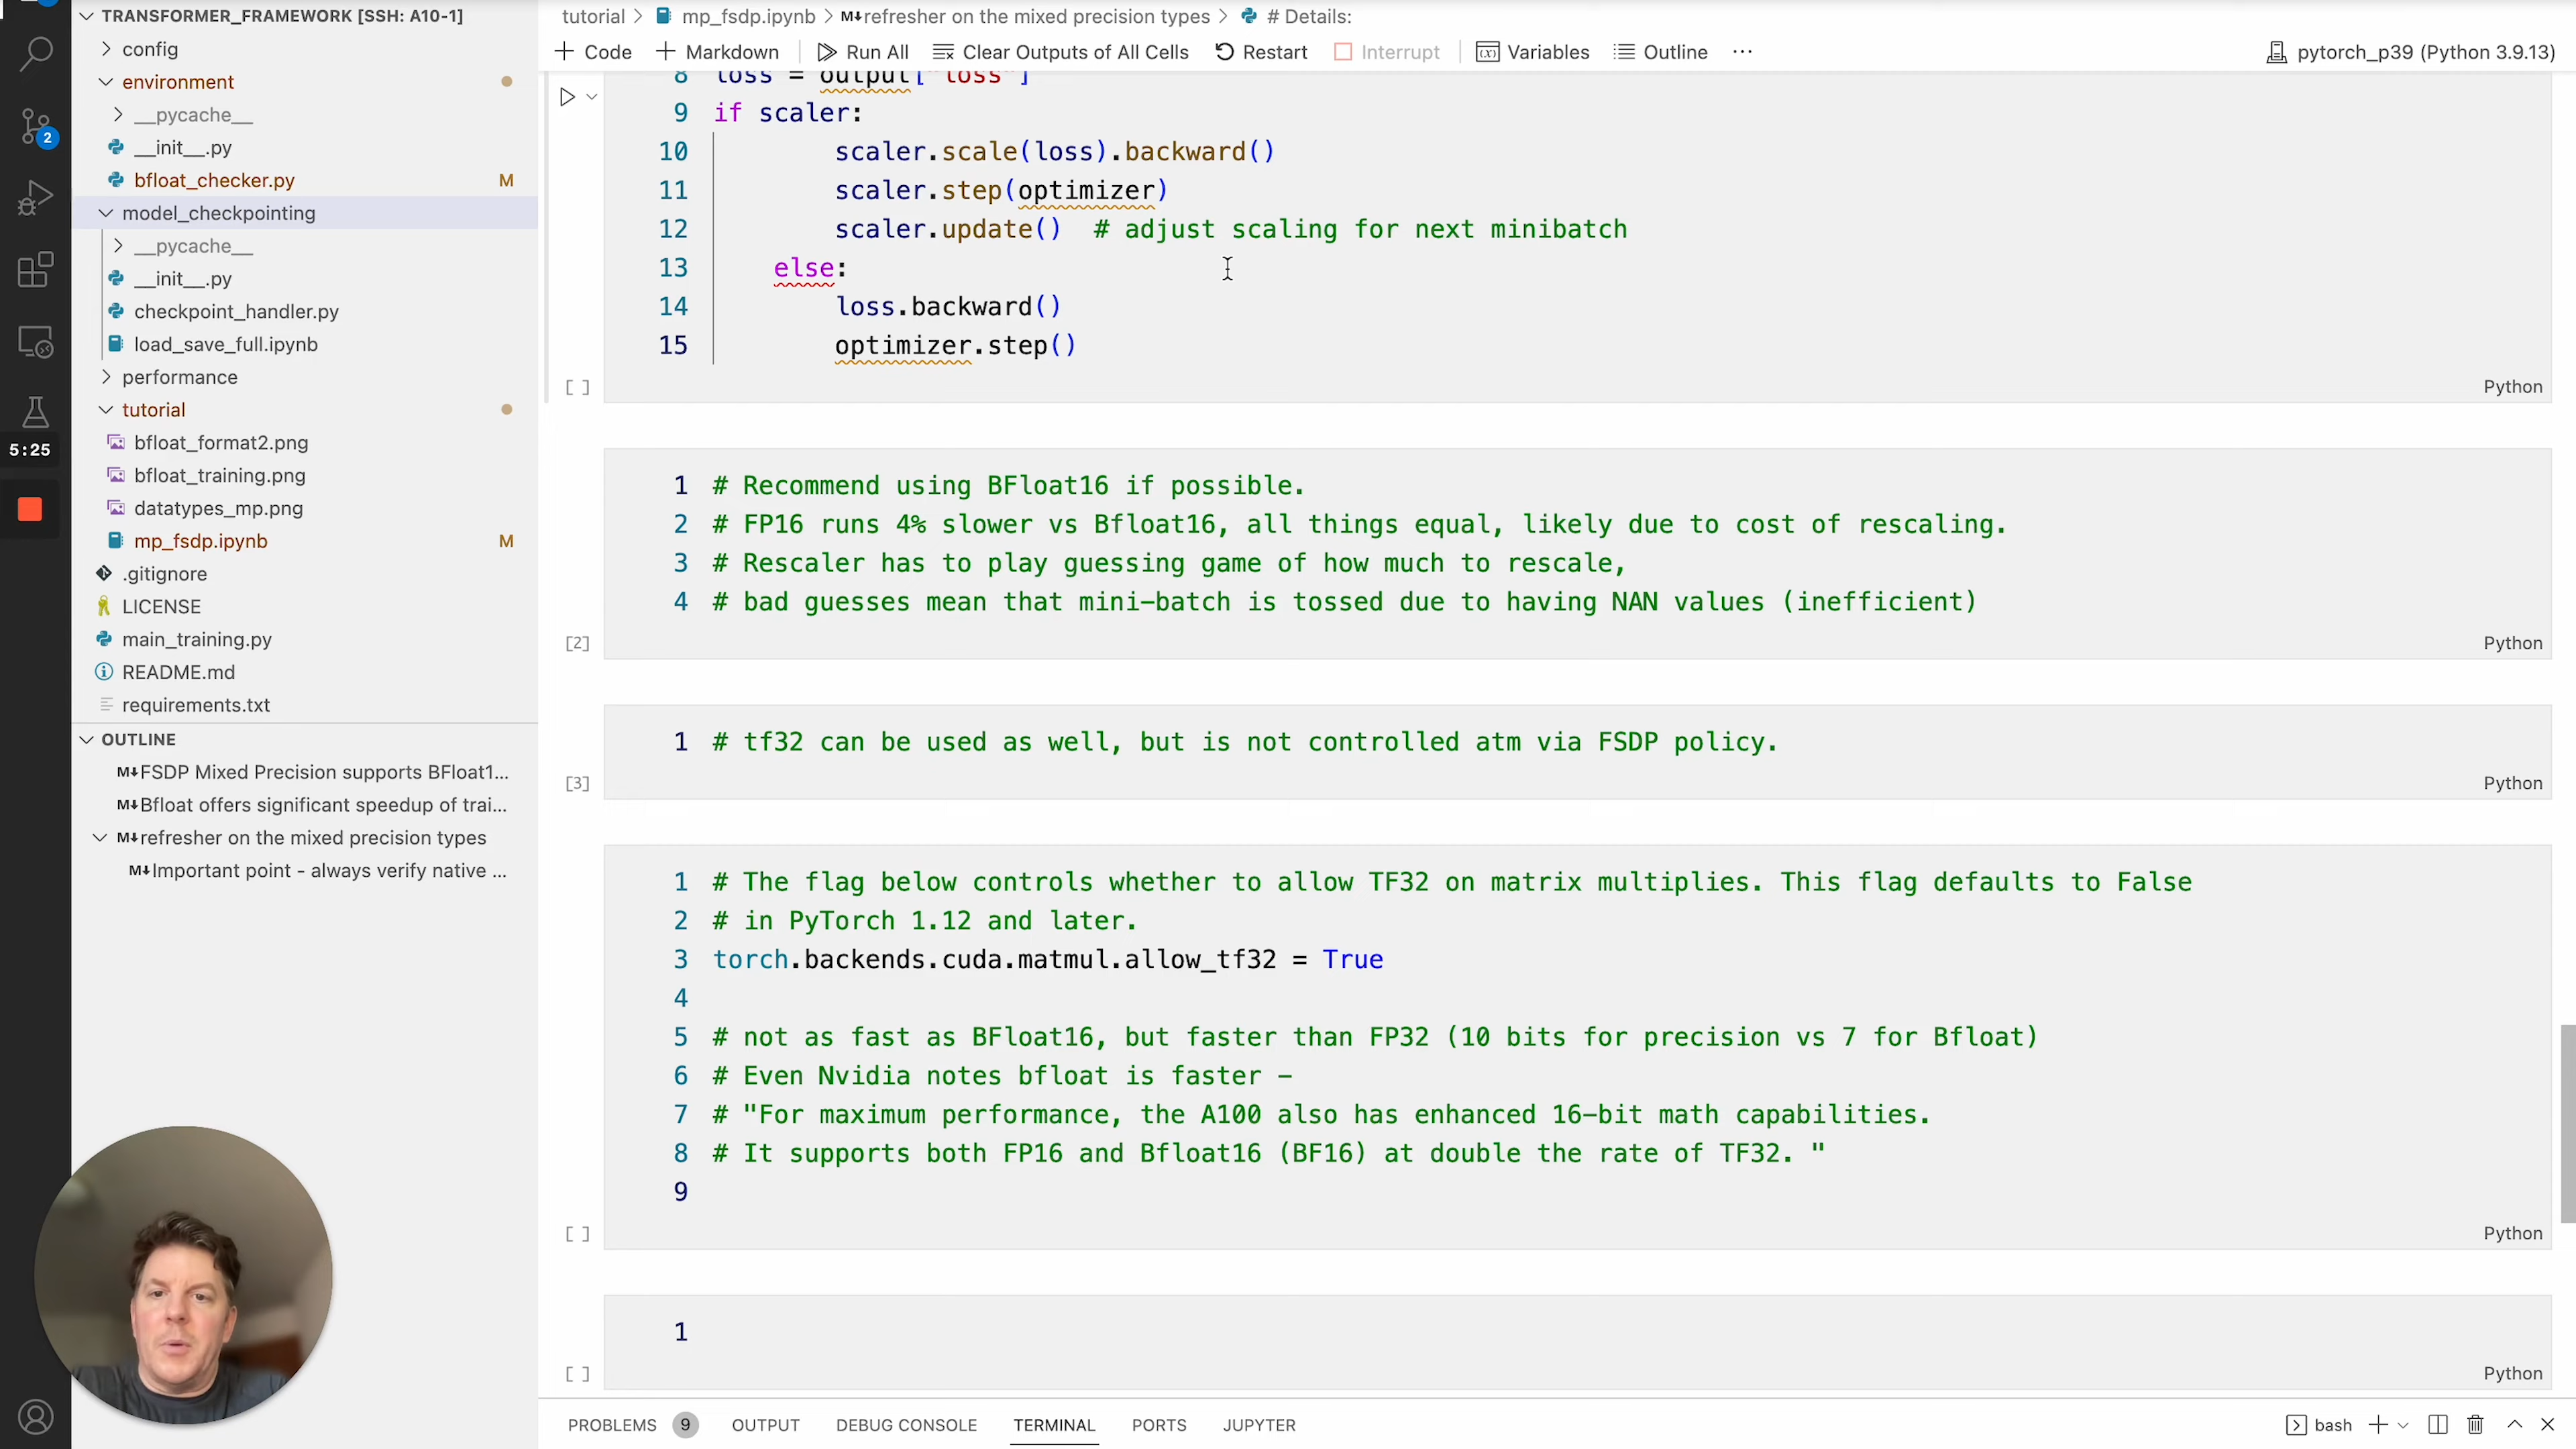 TRANSFORMER_FRAMEWORK [SSH: A10-1]
config
environment
__pycache__
__init__.py
bfloat_checker.py M
model_checkpointing
__pycache__
__init__.py
checkpoint_handler.py
load_save_full.ipynb
performance
tutorial
bfloat_format2.png
bfloat_training.png
datatypes_mp.png
mp_fsdp.ipynb M
.gitignore
LICENSE
main_training.py
README.md
requirements.txt
OUTLINE
M↓FSDP Mixed Precision supports BFloat1...
M↓Bfloat offers significant speedup of trai...
M↓refresher on the mixed precision types
M↓Important point - always verify native ...
2
5:25
tutorial > mp_fsdp.ipynb > M↓refresher on the mixed precision types > # Details:
+ Code + Markdown Run All Clear Outputs of All Cells Restart Interrupt Variables Outline ... pytorch_p39 (Python 3.9.13)
8 loss = output["loss"]
9 if scaler:
10 scaler.scale(loss).backward()
11 scaler.step(optimizer)
12 scaler.update() # adjust scaling for next minibatch
13 else:
14 loss.backward()
15 optimizer.step()
[ ] Python
1 # Recommend using BFloat16 if possible.
2 # FP16 runs 4% slower vs Bfloat16, all things equal, likely due to cost of rescaling.
3 # Rescaler has to play guessing game of how much to rescale,
4 # bad guesses mean that mini-batch is tossed due to having NAN values (inefficient)
[2] Python
1 # tf32 can be used as well, but is not controlled atm via FSDP policy.
[3] Python
1 # The flag below controls whether to allow TF32 on matrix multiplies. This flag defaults to False
2 # in PyTorch 1.12 and later.
3 torch.backends.cuda.matmul.allow_tf32 = True
4
5 # not as fast as BFloat16, but faster than FP32 (10 bits for precision vs 7 for Bfloat)
6 # Even Nvidia notes bfloat is faster –
7 # "For maximum performance, the A100 also has enhanced 16-bit math capabilities.
8 # It supports both FP16 and Bfloat16 (BF16) at double the rate of TF32. "
9
[ ] Python
1
[ ] Python
PROBLEMS 9 OUTPUT DEBUG CONSOLE TERMINAL PORTS JUPYTER bash